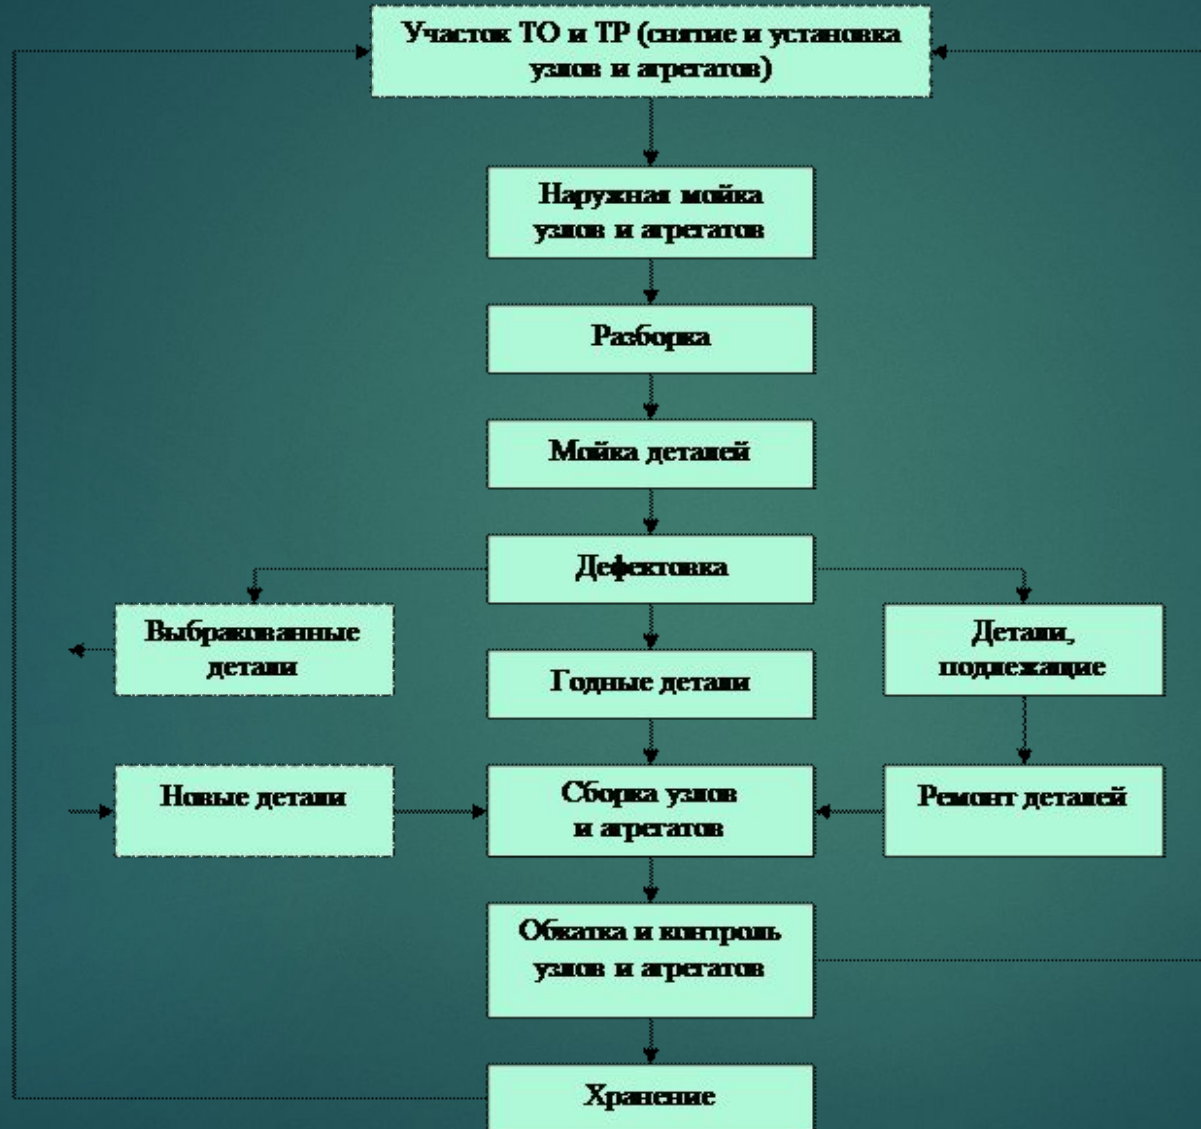 Участок ТО и ТР (снятие и установка
узлов и агрегатов)
Наружная мойка
узлов и агрегатов
Разборка
Мойка деталей
Дефектовка
Выбракованные
детали
Годные детали
Детали,
подлежащие
Новые детали
Сборка узлов
и агрегатов
Ремонт деталей
Обкатка и контроль
узлов и агрегатов
Хранение